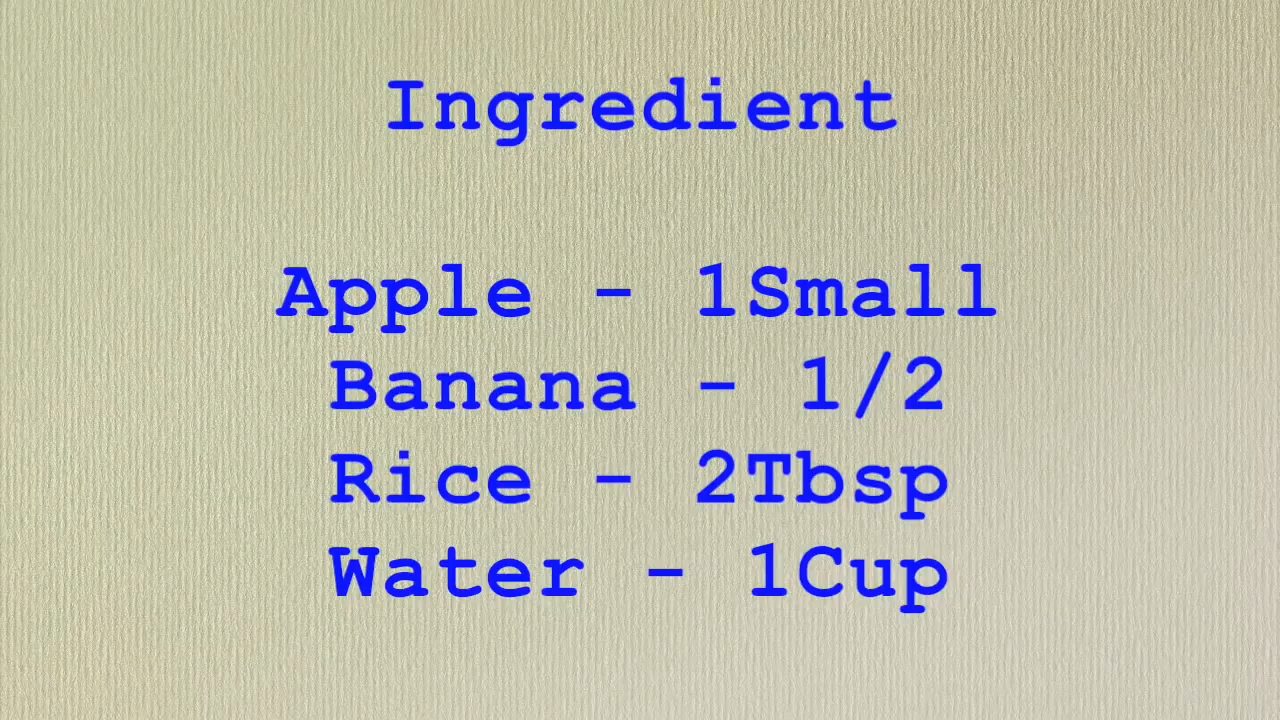 Ingredient
Apple - 1Small
Banana - 1/2
Rice - 2Tbsp
Water - 1Cup